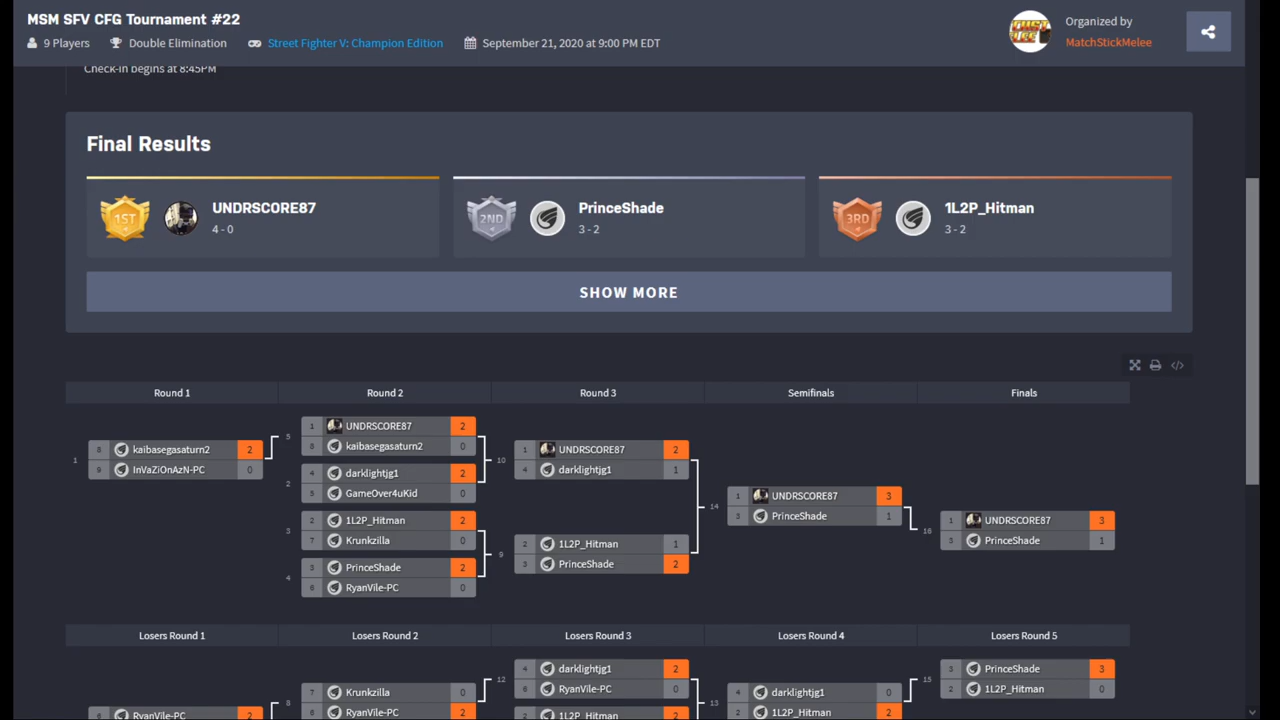 MSM SFV CFG Tournament #22
9 Players Double Elimination Street Fighter V: Champion Edition September 21, 2020 at 9:00 PM EDT
Organized by
MatchStickMelee
Check-in begins at 8:45PM
Final Results
1ST UNDRSCORE87
4 - 0
2ND PrinceShade
3 - 2
3RD 1L2P_Hitman
3 - 2
SHOW MORE
Round 1 Round 2 Round 3 Semifinals Finals
1
8 kaibasegasaturn2 2
9 InVaZiOnAzN-PC 0
5
1 UNDRSCORE87 2
8 kaibasegasaturn2 0
2
4 darklightjg1 2
5 GameOver4uKid 0
3
2 1L2P_Hitman 2
7 Krunkzilla 0
4
3 PrinceShade 2
6 RyanVile-PC 0
10
1 UNDRSCORE87 2
4 darklightjg1 1
9
2 1L2P_Hitman 1
3 PrinceShade 2
14
1 UNDRSCORE87 3
3 PrinceShade 1
16
1 UNDRSCORE87 3
PrinceShade 1
Losers Round 1 Losers Round 2 Losers Round 3 Losers Round 4 Losers Round 5
RyanVile-PC 2
8
7 Krunkzilla 0
6 RyanVile-PC 2
12
4 darklightjg1 2
6 RyanVile-PC 0
1L2P_Hitman 2
13
4 darklightjg1 0
2 1L2P_Hitman 2
15
3 PrinceShade 3
2 1L2P_Hitman 0